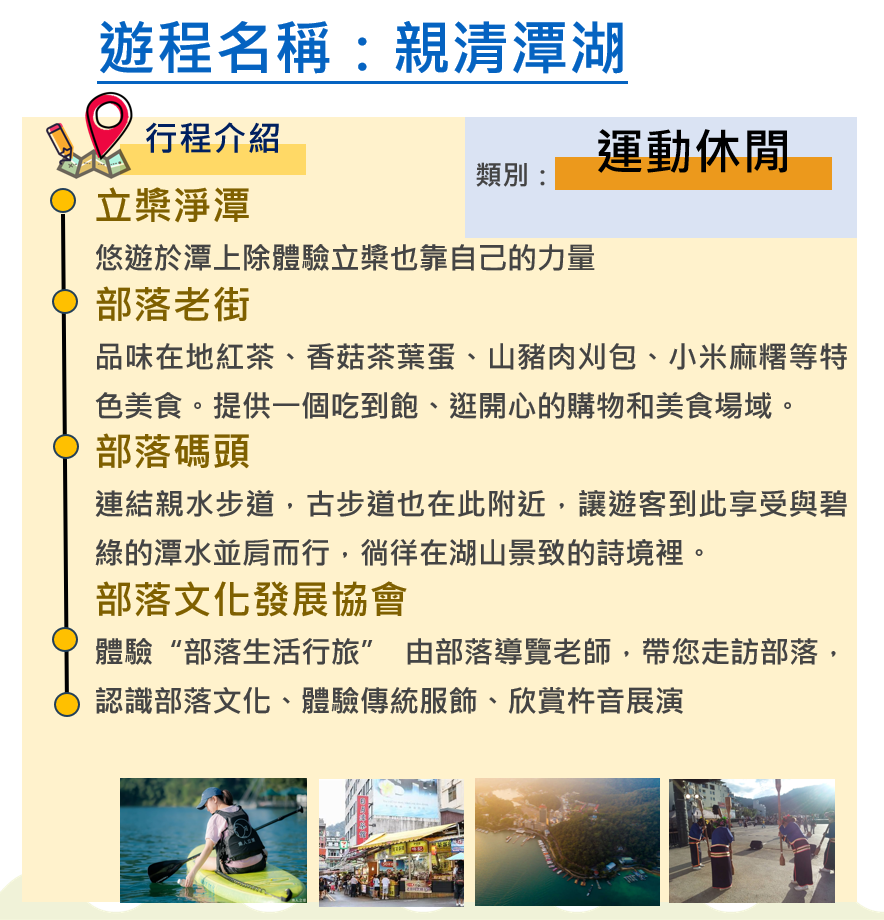 遊程名稱：親清潭湖
行程介紹
類別：
運動休閒
立槳淨潭
悠遊於潭上除體驗立槳也靠自己的力量
部落老街
品味在地紅茶、香菇茶葉蛋、山豬肉刈包、小米麻糬等特
色美食。提供一個吃到飽、逛開心的購物和美食場域。
部落碼頭
連結親水步道，古步道也在此附近，讓遊客到此享受與碧
綠的潭水並肩而行，徜徉在湖山景致的詩境裡。
部落文化發展協會
體驗“部落生活行旅” 由部落導覽老師，帶您走訪部落，
認識部落文化、體驗傳統服飾、欣賞杵音展演